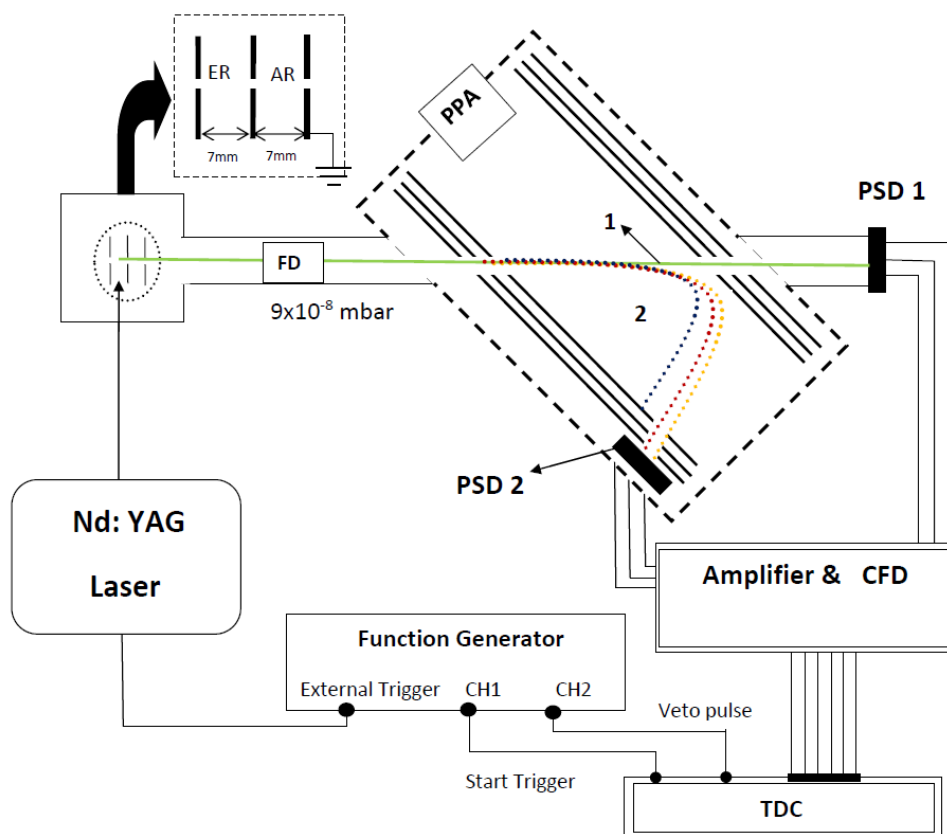 ER
AR
7mm
7mm
PPA
PSD 1
1
FD
9x10⁻⁸ mbar
2
PSD 2
Nd: YAG
Laser
Amplifier & CFD
Function Generator
External Trigger
CH1
CH2
Veto pulse
Start Trigger
TDC